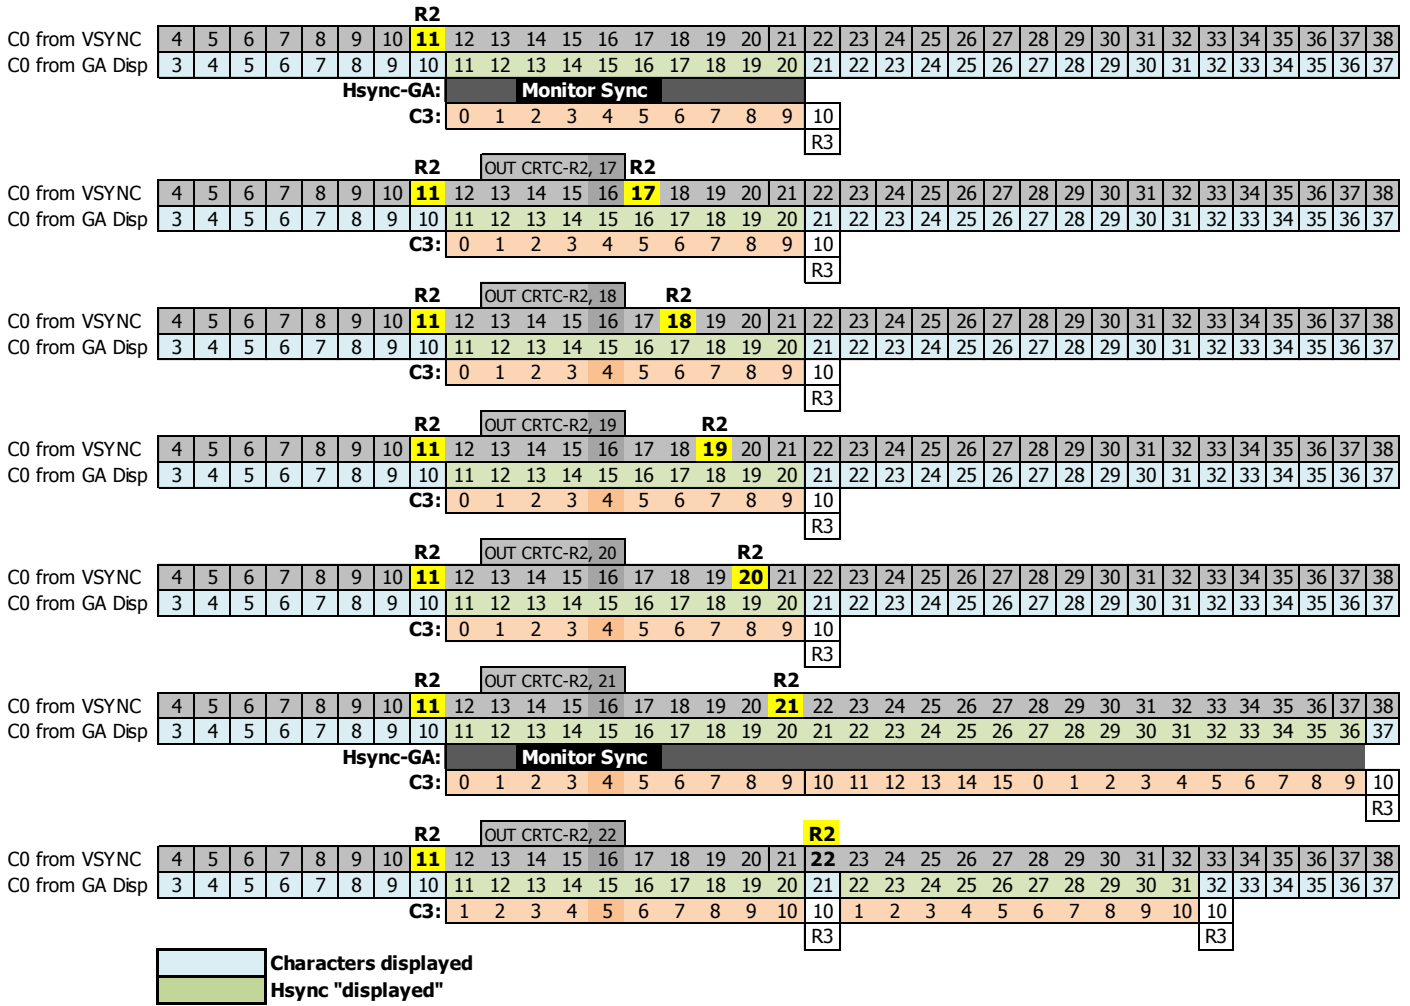 R2
C0 from VSYNC 4 5 6 7 8 9 10 11 12 13 14 15 16 17 18 19 20 21 22 23 24 25 26 27 28 29 30 31 32 33 34 35 36 37 38
C0 from GA Disp 3 4 5 6 7 8 9 10 11 12 13 14 15 16 17 18 19 20 21 22 23 24 25 26 27 28 29 30 31 32 33 34 35 36 37
Hsync-GA: Monitor Sync
C3: 0 1 2 3 4 5 6 7 8 9 10
R3
R2 OUT CRTC-R2, 17 R2
C0 from VSYNC 4 5 6 7 8 9 10 11 12 13 14 15 16 17 18 19 20 21 22 23 24 25 26 27 28 29 30 31 32 33 34 35 36 37 38
C0 from GA Disp 3 4 5 6 7 8 9 10 11 12 13 14 15 16 17 18 19 20 21 22 23 24 25 26 27 28 29 30 31 32 33 34 35 36 37
C3: 0 1 2 3 4 5 6 7 8 9 10
R3
R2 OUT CRTC-R2, 18 R2
C0 from VSYNC 4 5 6 7 8 9 10 11 12 13 14 15 16 17 18 19 20 21 22 23 24 25 26 27 28 29 30 31 32 33 34 35 36 37 38
C0 from GA Disp 3 4 5 6 7 8 9 10 11 12 13 14 15 16 17 18 19 20 21 22 23 24 25 26 27 28 29 30 31 32 33 34 35 36 37
C3: 0 1 2 3 4 5 6 7 8 9 10
R3
R2 OUT CRTC-R2, 19 R2
C0 from VSYNC 4 5 6 7 8 9 10 11 12 13 14 15 16 17 18 19 20 21 22 23 24 25 26 27 28 29 30 31 32 33 34 35 36 37 38
C0 from GA Disp 3 4 5 6 7 8 9 10 11 12 13 14 15 16 17 18 19 20 21 22 23 24 25 26 27 28 29 30 31 32 33 34 35 36 37
C3: 0 1 2 3 4 5 6 7 8 9 10
R3
R2 OUT CRTC-R2, 20 R2
C0 from VSYNC 4 5 6 7 8 9 10 11 12 13 14 15 16 17 18 19 20 21 22 23 24 25 26 27 28 29 30 31 32 33 34 35 36 37 38
C0 from GA Disp 3 4 5 6 7 8 9 10 11 12 13 14 15 16 17 18 19 20 21 22 23 24 25 26 27 28 29 30 31 32 33 34 35 36 37
C3: 0 1 2 3 4 5 6 7 8 9 10
R3
R2 OUT CRTC-R2, 21 R2
C0 from VSYNC 4 5 6 7 8 9 10 11 12 13 14 15 16 17 18 19 20 21 22 23 24 25 26 27 28 29 30 31 32 33 34 35 36 37 38
C0 from GA Disp 3 4 5 6 7 8 9 10 11 12 13 14 15 16 17 18 19 20 21 22 23 24 25 26 27 28 29 30 31 32 33 34 35 36 37
Hsync-GA: Monitor Sync
C3: 0 1 2 3 4 5 6 7 8 9 10 11 12 13 14 15 0 1 2 3 4 5 6 7 8 9 10
R3
R2 OUT CRTC-R2, 22 R2
C0 from VSYNC 4 5 6 7 8 9 10 11 12 13 14 15 16 17 18 19 20 21 22 23 24 25 26 27 28 29 30 31 32 33 34 35 36 37 38
C0 from GA Disp 3 4 5 6 7 8 9 10 11 12 13 14 15 16 17 18 19 20 21 22 23 24 25 26 27 28 29 30 31 32 33 34 35 36 37
C3: 1 2 3 4 5 6 7 8 9 10 10 1 2 3 4 5 6 7 8 9 10 10
R3 R3
Characters displayed
Hsync "displayed"